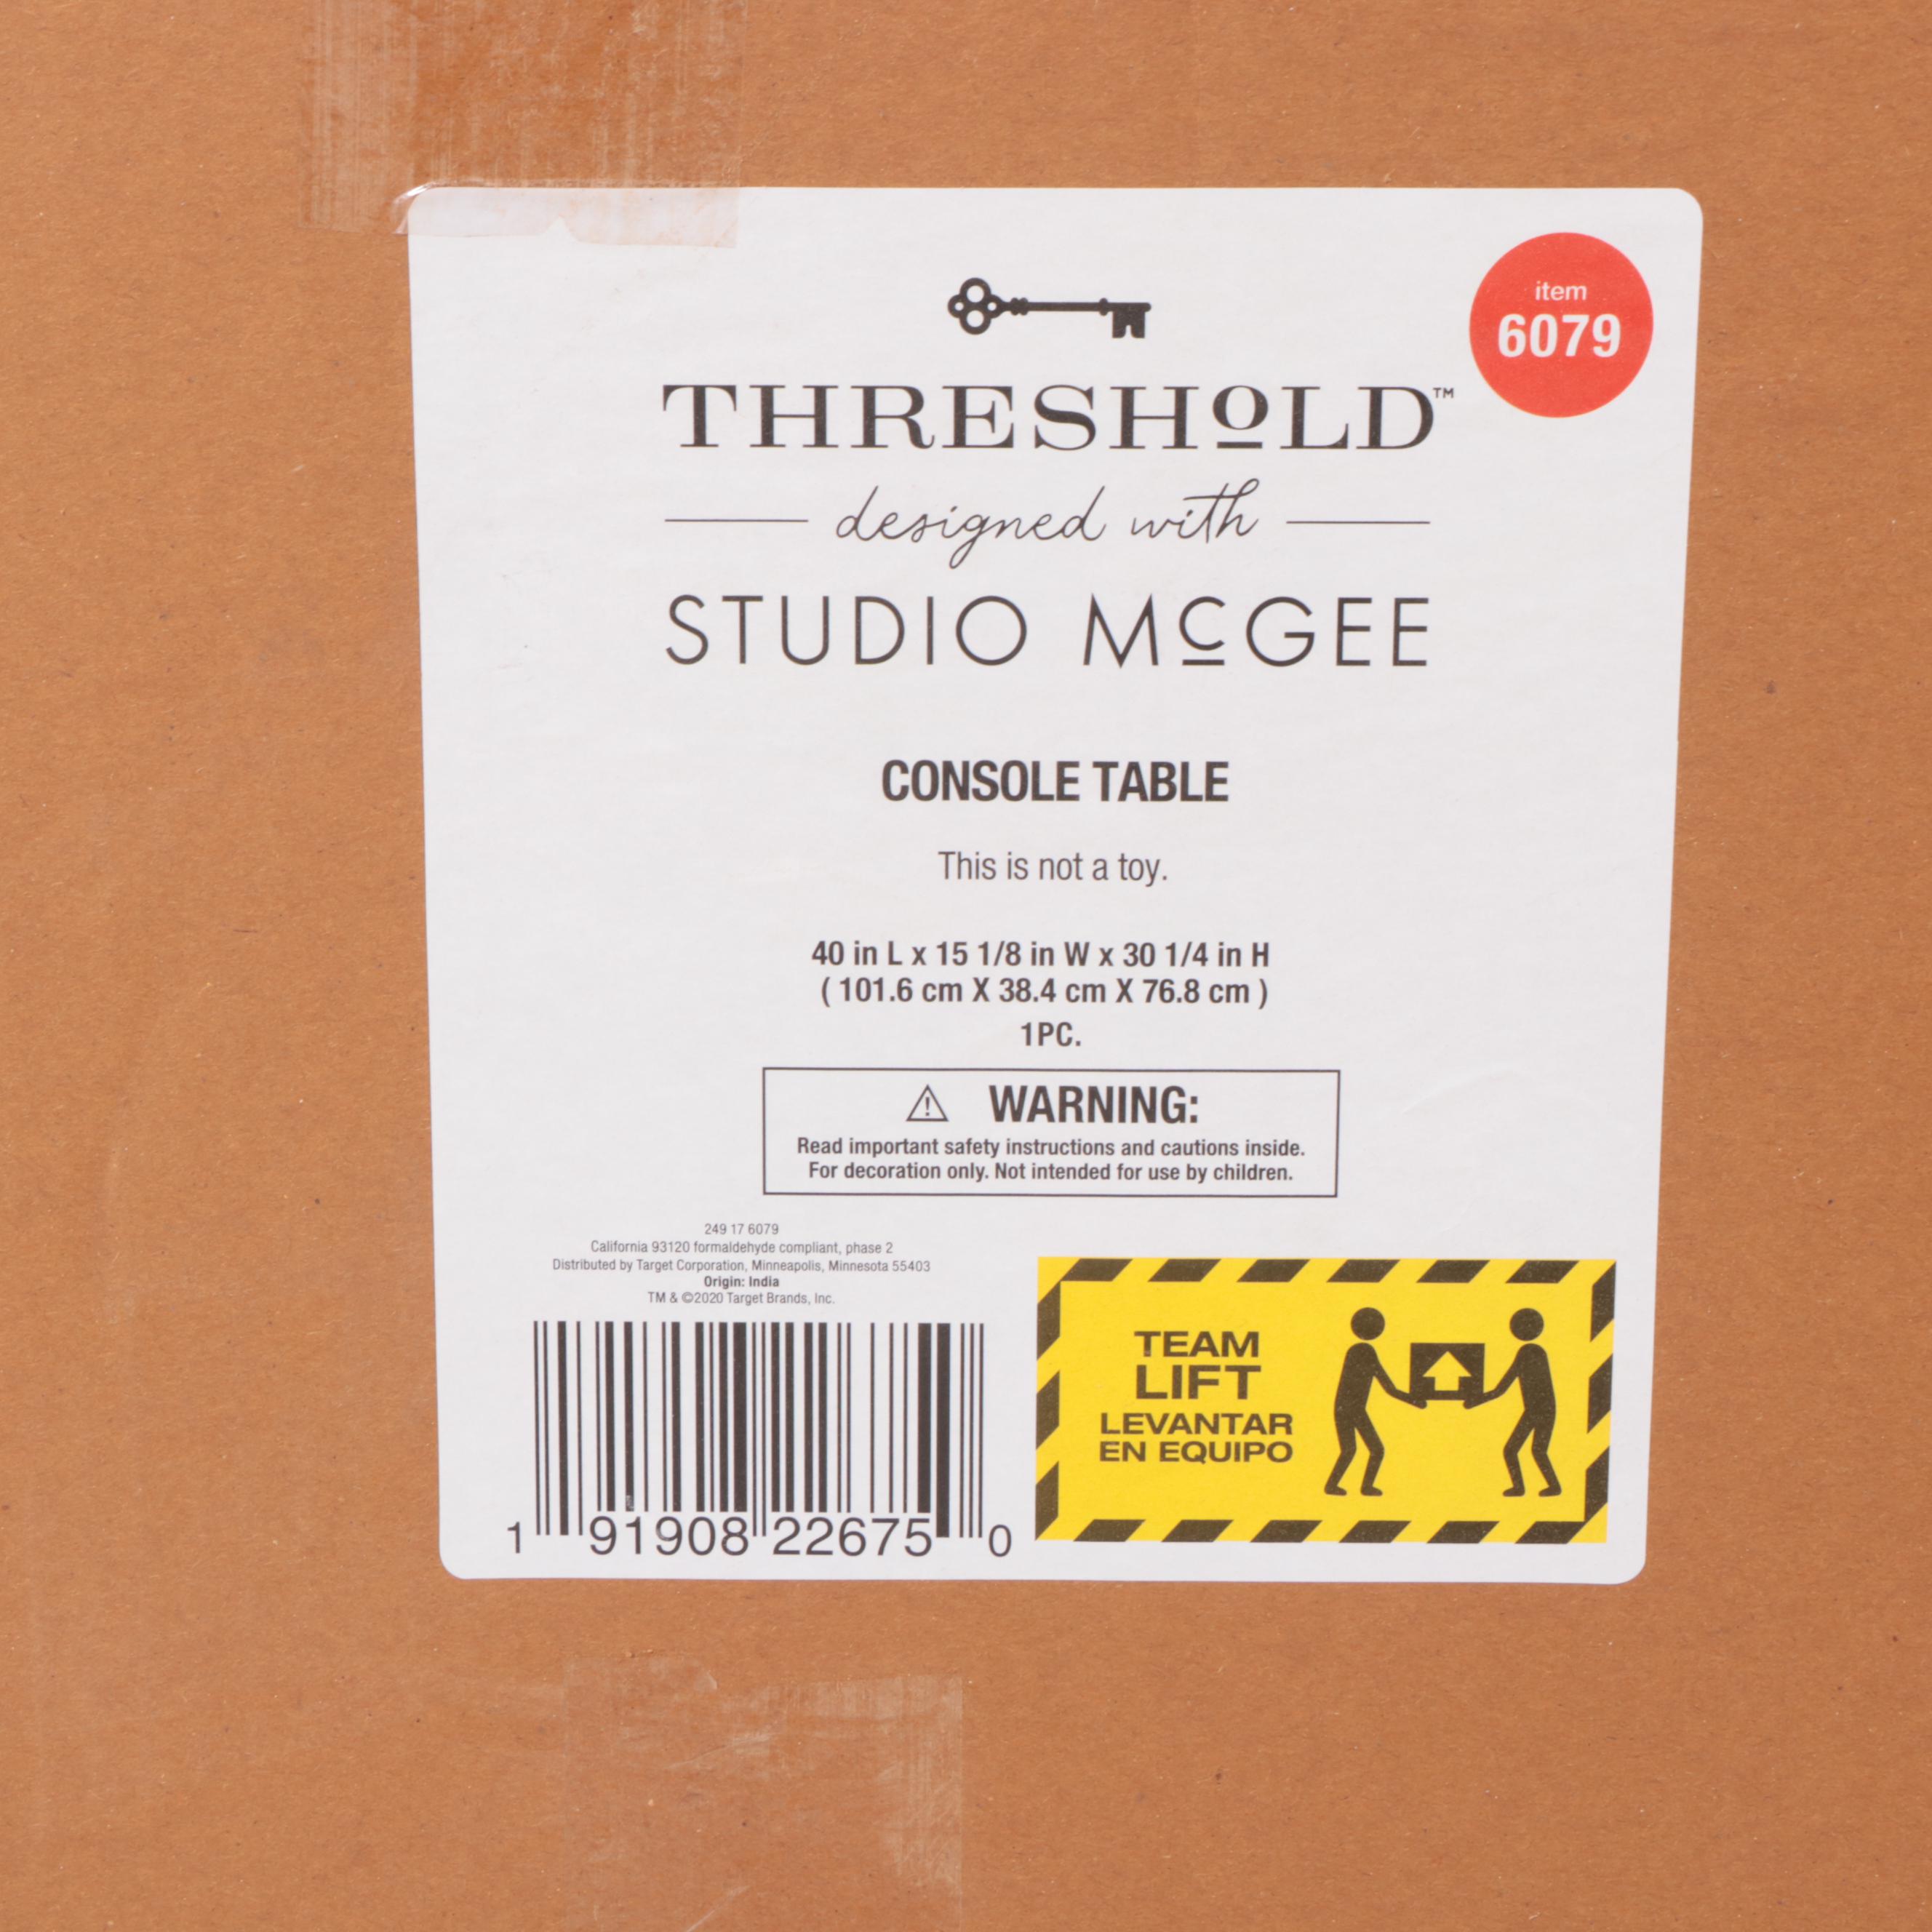 item
6079
THRESHOLD™
designed with
STUDIO McGEE
CONSOLE TABLE
This is not a toy.
40 in L x 15 1/8 in W x 30 1/4 in H
( 101.6 cm X 38.4 cm X 76.8 cm )
1PC.
WARNING:
Read important safety instructions and cautions inside.
For decoration only. Not intended for use by children.
249 17 6079
California 93120 formaldehyde compliant, phase 2
Distributed by Target Corporation, Minneapolis, Minnesota 55403
Origin: India
TM & ©2020 Target Brands, Inc.
1 91908 22675 0
TEAM
LIFT
LEVANTAR
EN EQUIPO